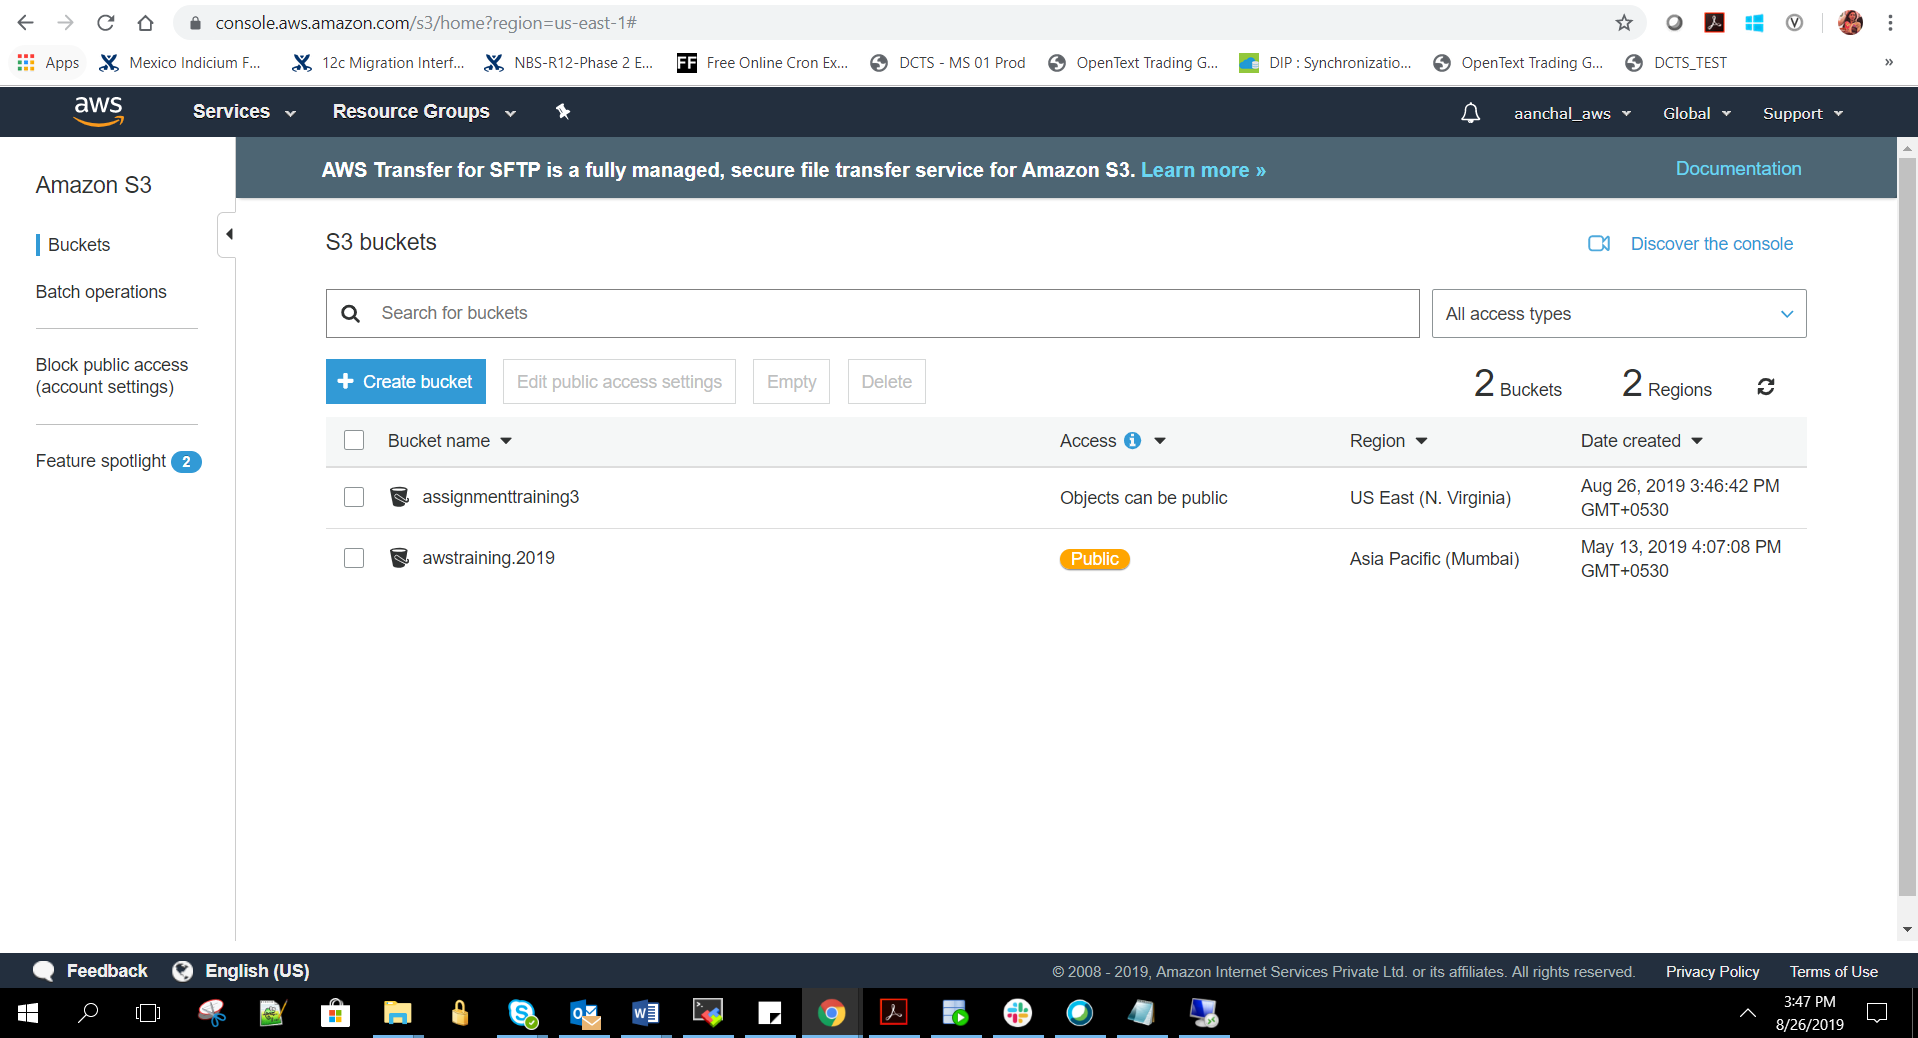 console.aws.amazon.com/s3/home?region=us-east-1#
Apps
Mexico Indicium F...
12c Migration Interf...
NBS-R12-Phase 2 E...
FF
Free Online Cron Ex...
DCTS - MS 01 Prod
OpenText Trading G...
DIP : Synchronizatio...
OpenText Trading G...
DCTS_TEST
»
aws
Services
Resource Groups
aanchal_aws
Global
Support
Amazon S3
Buckets
Batch operations
Block public access
(account settings)
Feature spotlight 2
AWS Transfer for SFTP is a fully managed, secure file transfer service for Amazon S3. Learn more »
Documentation
S3 buckets
Discover the console
Search for buckets
All access types
+ Create bucket
Edit public access settings
Empty
Delete
2 Buckets
2 Regions
Bucket name
Access
Region
Date created
assignmenttraining3
Objects can be public
US East (N. Virginia)
Aug 26, 2019 3:46:42 PM
GMT+0530
awstraining.2019
Public
Asia Pacific (Mumbai)
May 13, 2019 4:07:08 PM
GMT+0530
Feedback
English (US)
© 2008 - 2019, Amazon Internet Services Private Ltd. or its affiliates. All rights reserved.
Privacy Policy
Terms of Use
3:47 PM
8/26/2019